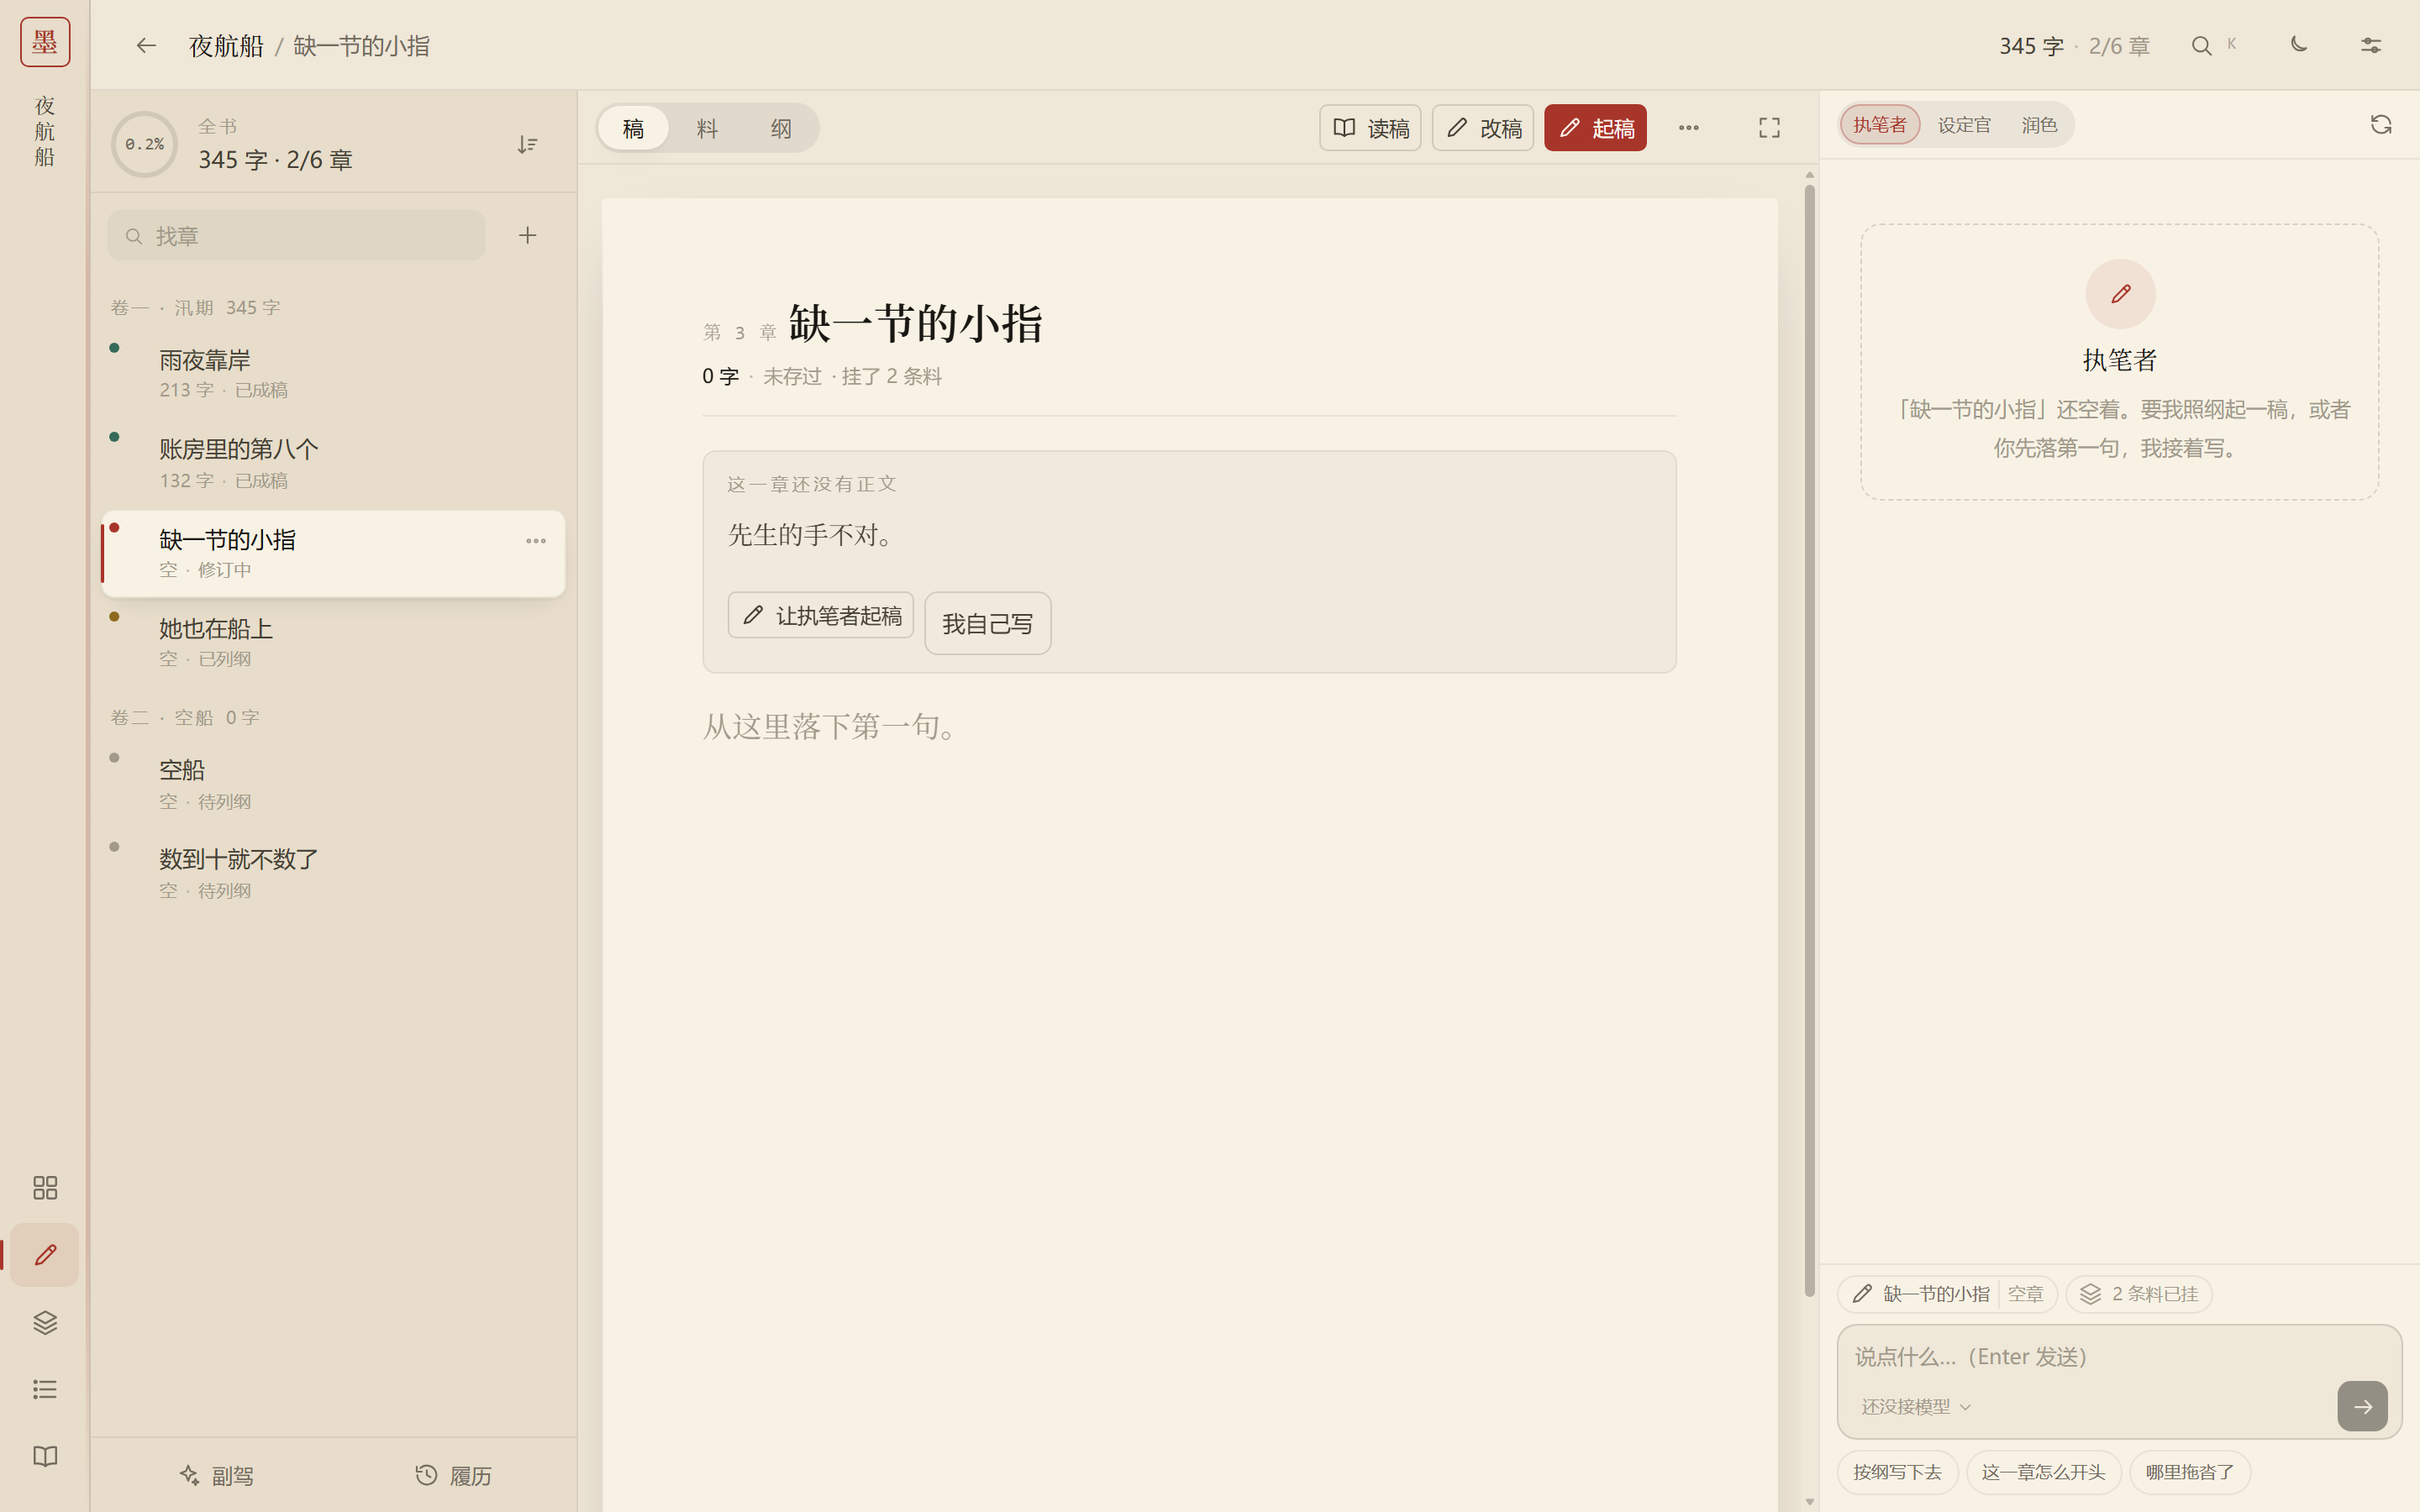 墨
夜航船
夜航船 / 缺一节的小指
345 字 · 2/6 章
K
0.2%
全书
345 字 · 2/6 章
找章
卷一 · 汛期 345 字
雨夜靠岸
213 字 · 已成稿
账房里的第八个
132 字 · 已成稿
缺一节的小指
空 · 修订中
她也在船上
空 · 已列纲
卷二 · 空船 0 字
空船
空 · 待列纲
数到十就不数了
空 · 待列纲
副驾
履历
稿 料 纲
读稿 改稿 起稿
第 3 章 缺一节的小指
0 字 · 未存过 · 挂了 2 条料
这一章还没有正文
先生的手不对。
让执笔者起稿 我自己写
从这里落下第一句。
执笔者 设定官 润色
执笔者
「缺一节的小指」还空着。要我照纲起一稿，或者
你先落第一句，我接着写。
缺一节的小指 空章 2 条料已挂
说点什么…（Enter 发送）
还没接模型
按纲写下去 这一章怎么开头 哪里拖沓了